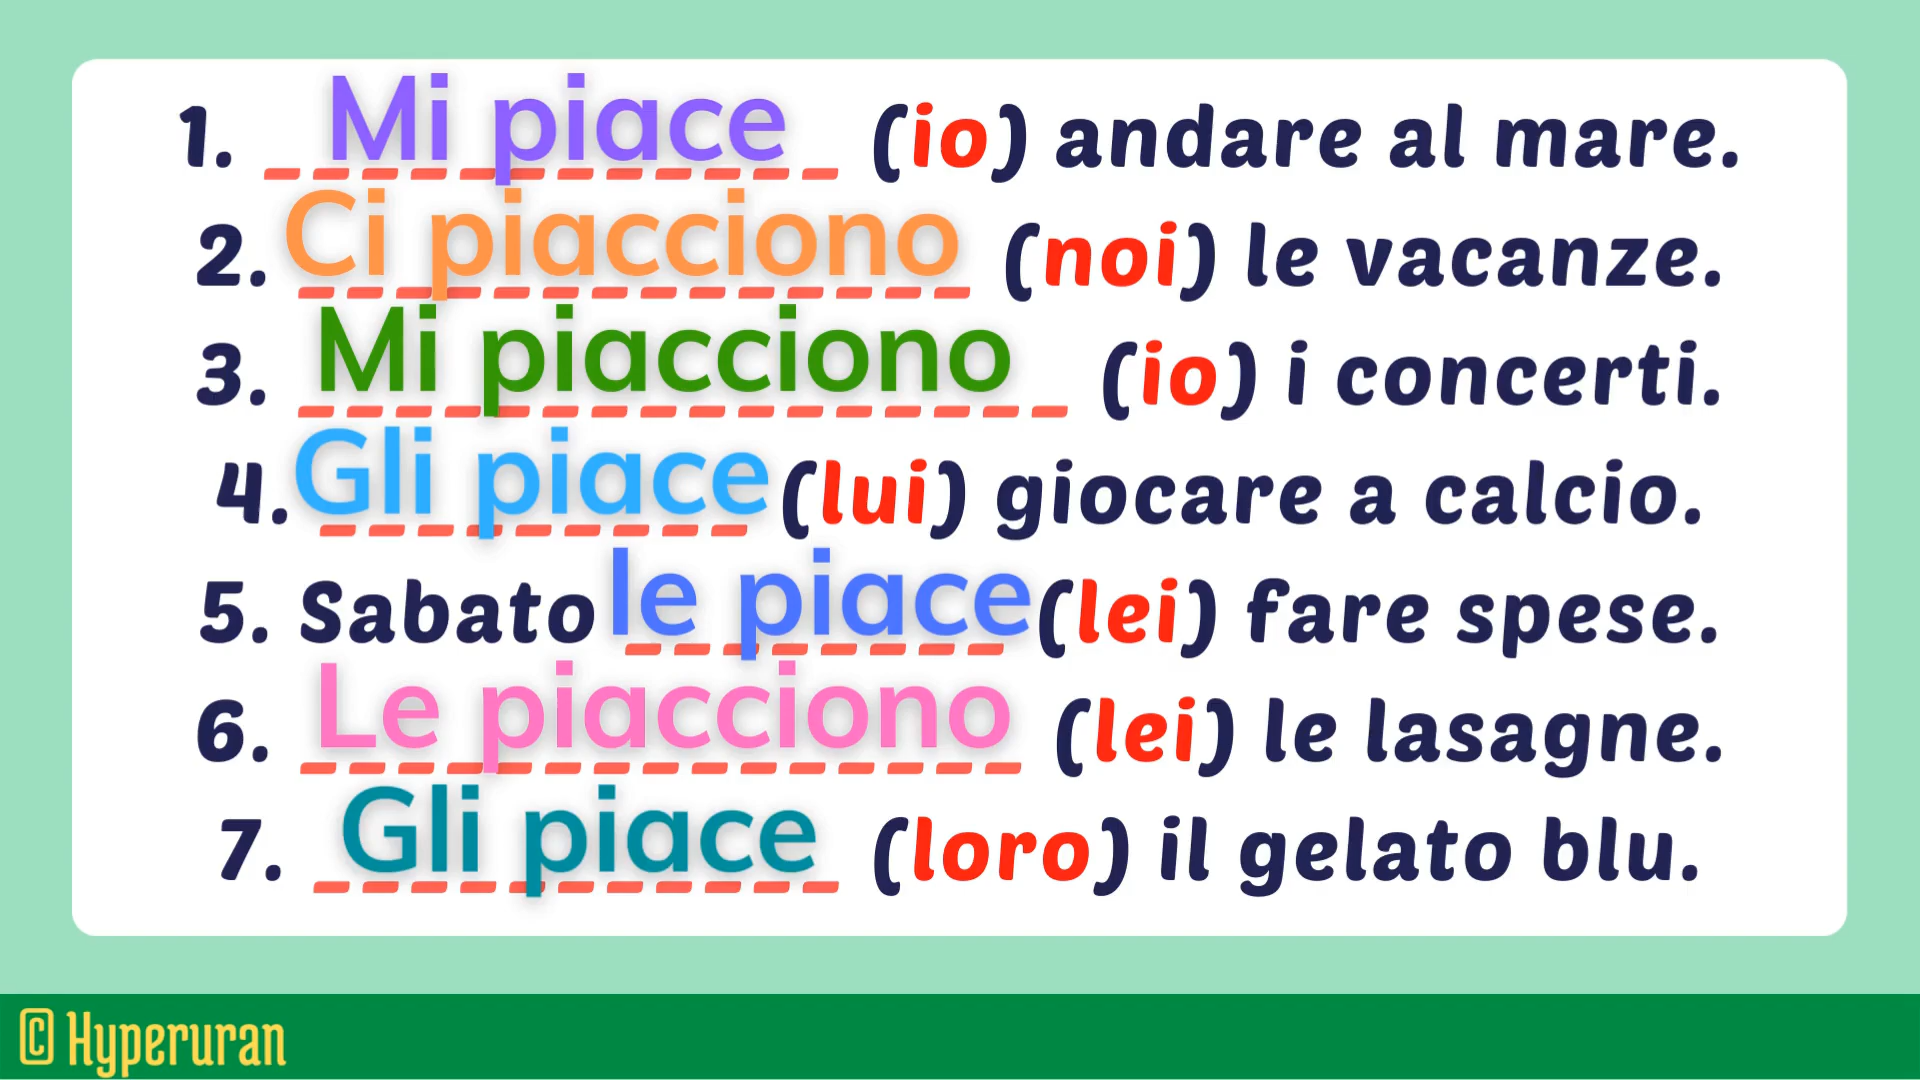 1. Mi piace (io) andare al mare.
2. Ci piacciono (noi) le vacanze.
3. Mi piacciono (io) i concerti.
4. Gli piace (lui) giocare a calcio.
5. Sabato le piace (lei) fare spese.
6. Le piacciono (lei) le lasagne.
7. Gli piace (loro) il gelato blu.
© Hyperuran